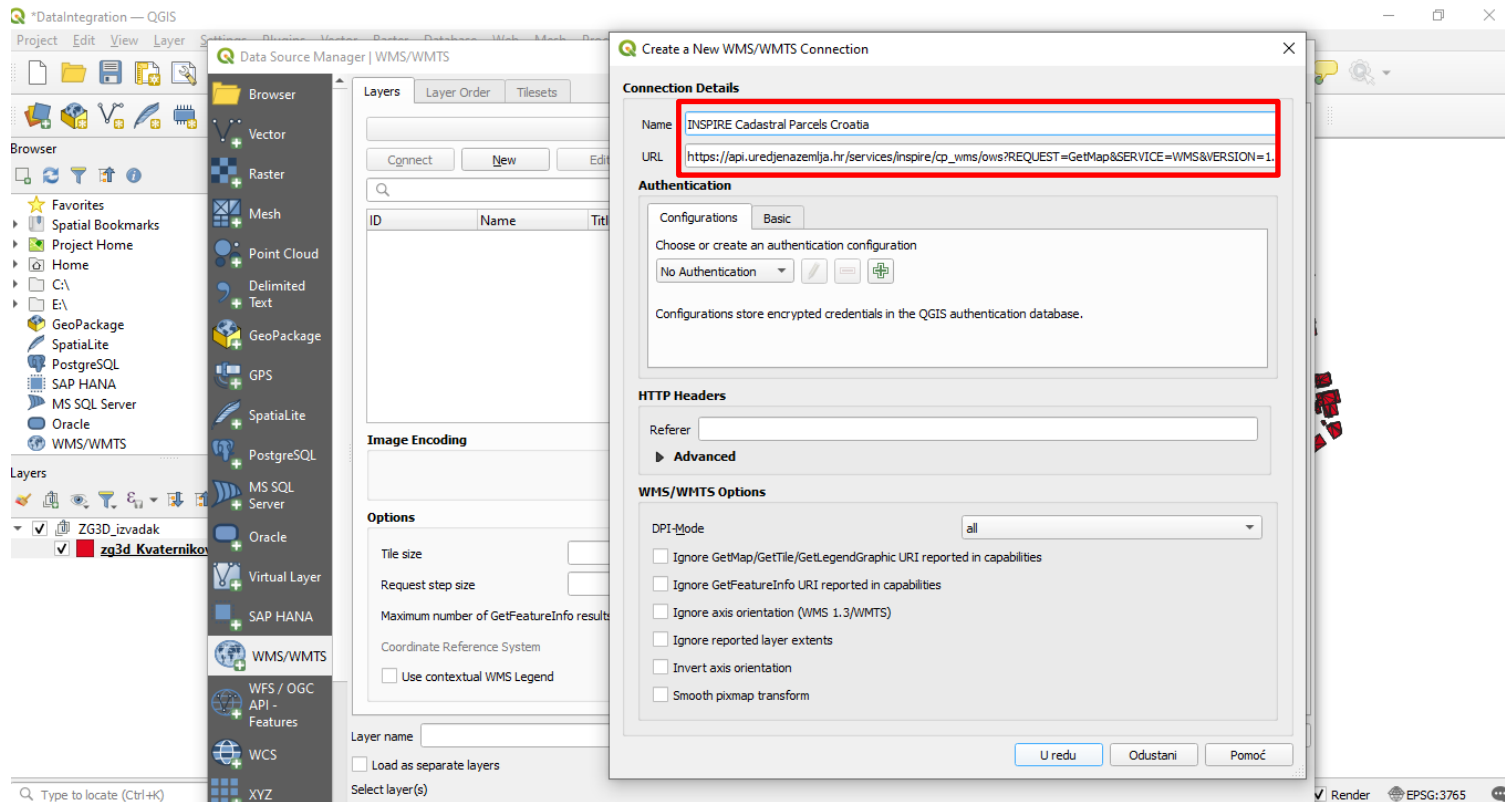 *DataIntegration — QGIS
Project Edit View Layer Settings Plugins Vector Raster Database Web Mesh
Browser
Favorites
Spatial Bookmarks
Project Home
Home
C:\
E:\
GeoPackage
SpatiaLite
PostgreSQL
SAP HANA
MS SQL Server
Oracle
WMS/WMTS
Layers
ZG3D_izvadak
zg3d_Kvaterniko
Type to locate (Ctrl+K)
Data Source Manager | WMS/WMTS
Browser
Vector
Raster
Mesh
Point Cloud
Delimited
Text
GeoPackage
GPS
SpatiaLite
PostgreSQL
MS SQL
Server
Oracle
Virtual Layer
SAP HANA
WMS/WMTS
WFS / OGC
API -
Features
WCS
XYZ
Layers Layer Order Tilesets
Connect New Edit
ID Name Titl
Image Encoding
Options
Tile size
Request step size
Maximum number of GetFeatureInfo results
Coordinate Reference System
Use contextual WMS Legend
Layer name
Load as separate layers
Select layer(s)
Create a New WMS/WMTS Connection
Connection Details
Name INSPIRE Cadastral Parcels Croatia
URL https://api.uredjenazemlja.hr/services/inspire/cp_wms/ows?REQUEST=GetMap&SERVICE=WMS&VERSION=1.
Authentication
Configurations Basic
Choose or create an authentication configuration
No Authentication
Configurations store encrypted credentials in the QGIS authentication database.
HTTP Headers
Referer
Advanced
WMS/WMTS Options
DPI-Mode all
Ignore GetMap/GetTile/GetLegendGraphic URI reported in capabilities
Ignore GetFeatureInfo URI reported in capabilities
Ignore axis orientation (WMS 1.3/WMTS)
Ignore reported layer extents
Invert axis orientation
Smooth pixmap transform
U redu Odustani Pomoć
Render EPSG:3765